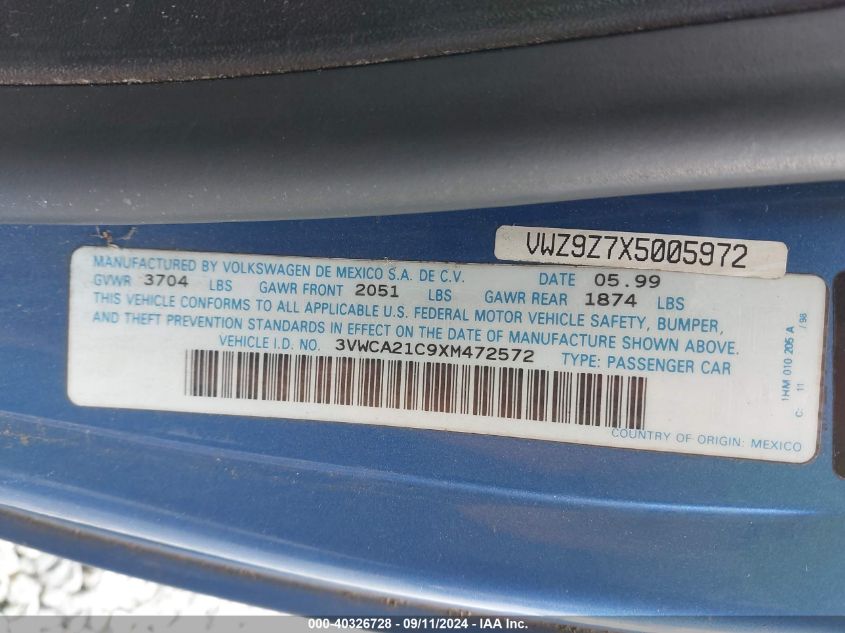 VWZ9Z7X5005972
MANUFACTURED BY VOLKSWAGEN DE MEXICO S.A. DE C.V. DATE 05.99
GVWR 3704 LBS GAWR FRONT 2051 LBS GAWR REAR 1874 LBS
THIS VEHICLE CONFORMS TO ALL APPLICABLE U.S. FEDERAL MOTOR VEHICLE SAFETY, BUMPER,
AND THEFT PREVENTION STANDARDS IN EFFECT ON THE DATE OF MANUFACTURE SHOWN ABOVE.
VEHICLE I.D. NO. 3VWCA21C9XM472572 TYPE: PASSENGER CAR
COUNTRY OF ORIGIN: MEXICO
1HM 010 205 A
C: 11 / 98
000-40326728 - 09/11/2024 - IAA Inc.